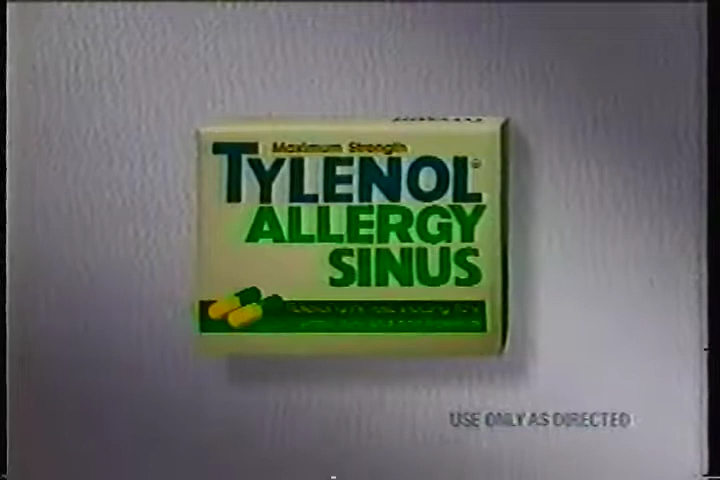 Maximum Strength
TYLENOL®
ALLERGY
SINUS
USE ONLY AS DIRECTED